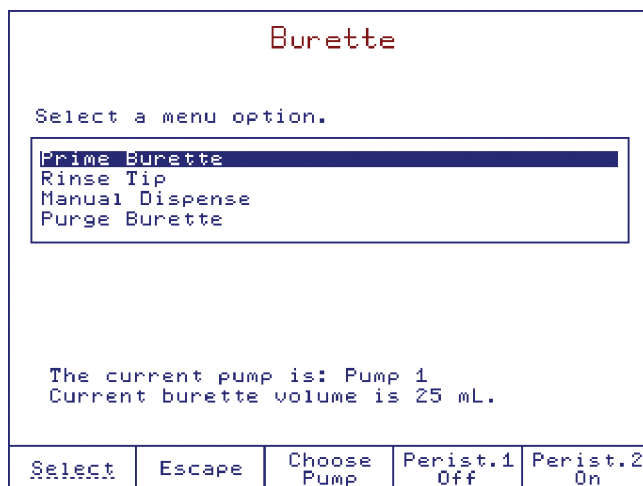 Burette
Select a menu option.
Prime Burette
Rinse Tip
Manual Dispense
Purge Burette
The current pump is: Pump 1
Current burette volume is 25 mL.
Select
Escape
Choose
Pump
Perist.1
Off
Perist.2
On